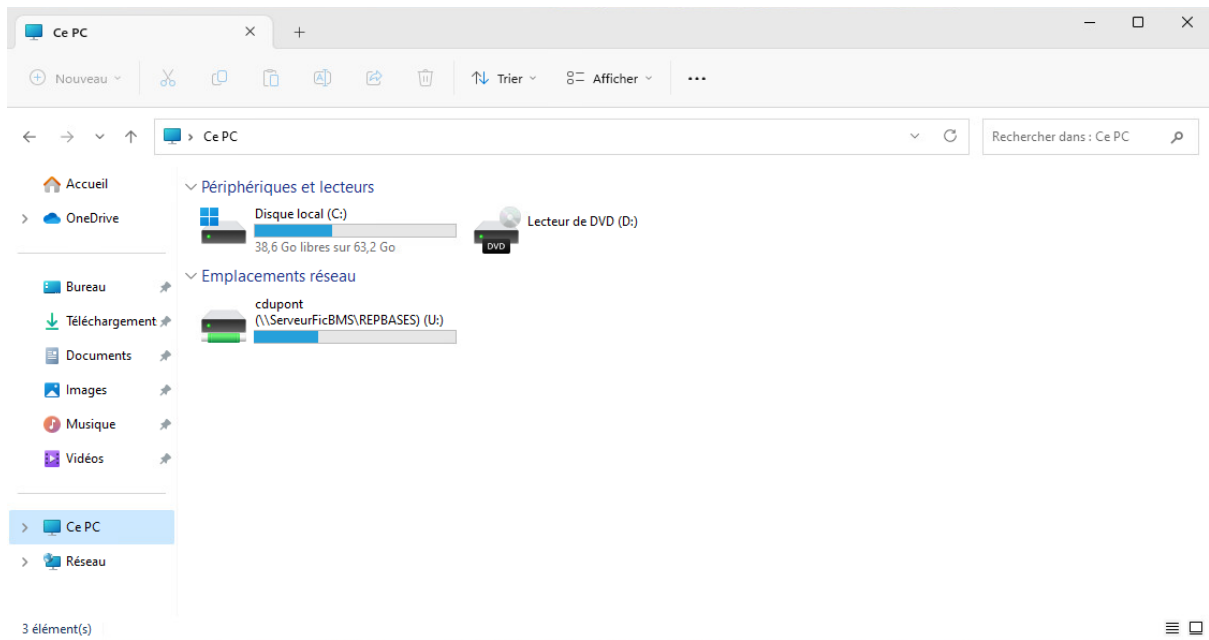 Ce PC
Nouveau
Trier
Afficher
Ce PC
Rechercher dans : Ce PC
Accueil
OneDrive
Bureau
Téléchargement
Documents
Images
Musique
Vidéos
Ce PC
Réseau
Périphériques et lecteurs
Disque local (C:)
38,6 Go libres sur 63,2 Go
Lecteur de DVD (D:)
DVD
Emplacements réseau
cdupont
(\\ServeurFicBMS\REPBASES) (U:)
3 élément(s)